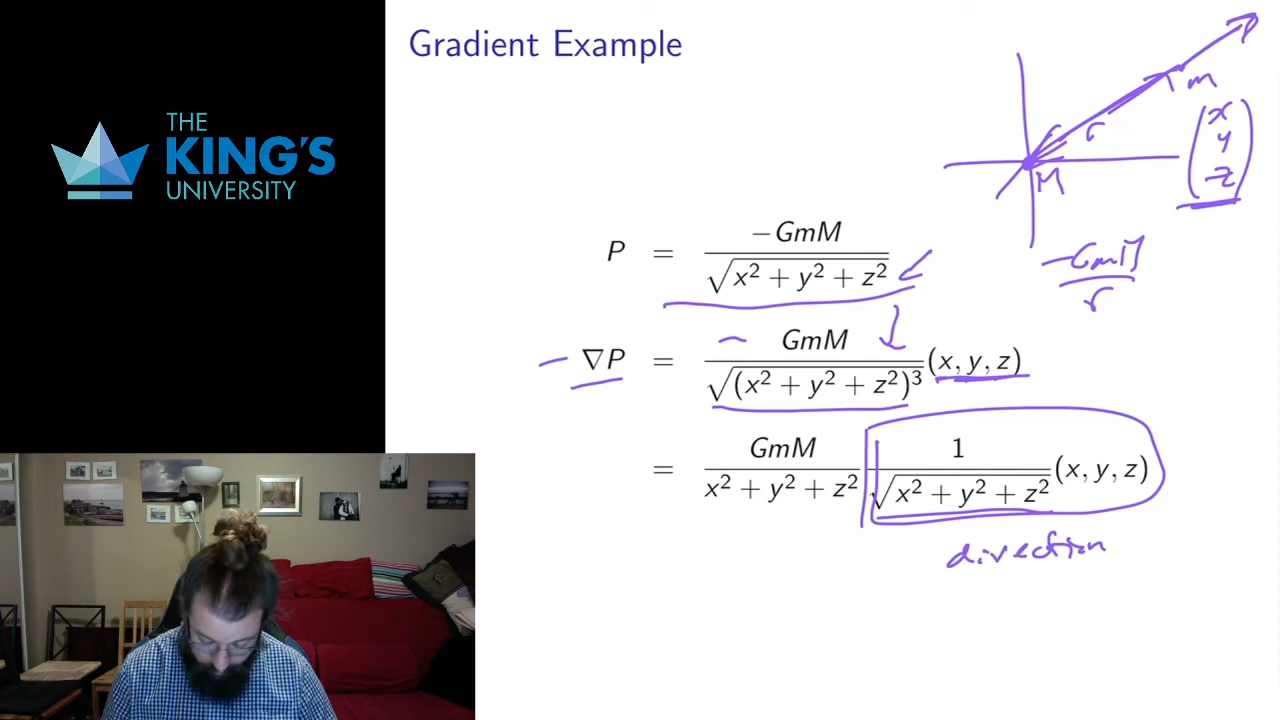 THE
KING'S
UNIVERSITY
Gradient Example
m
r
M
(x
y
z)
P = −GmM / √(x² + y² + z²)
−GmM / r
− ∇P = − GmM / √(x² + y² + z²)³ (x, y, z)
= GmM / (x² + y² + z²) 1 / √(x² + y² + z²) (x, y, z)
direction